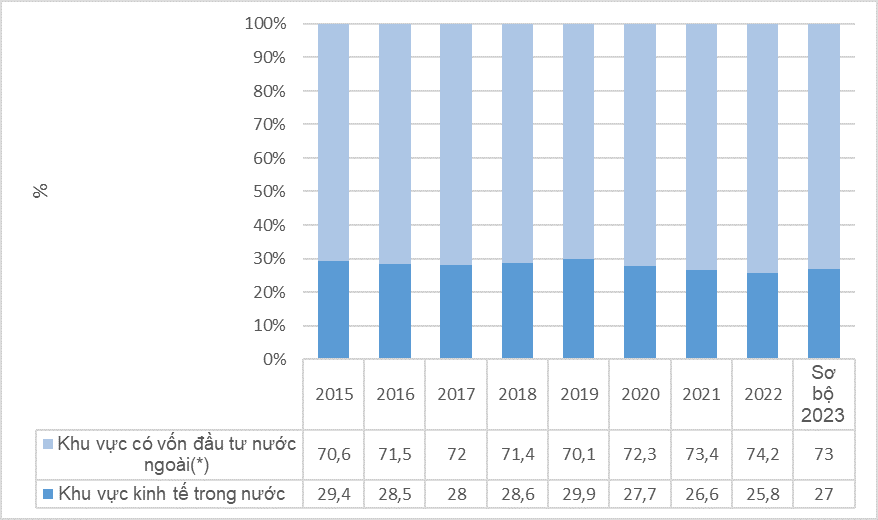 100%
90%
80%
70%
60%
50%
40%
30%
20%
10%
0%
%
2015 2016 2017 2018 2019 2020 2021 2022 Sơ
bộ
2023
Khu vực có vốn đầu tư nước
ngoài(*) 70,6 71,5 72 71,4 70,1 72,3 73,4 74,2 73
Khu vực kinh tế trong nước 29,4 28,5 28 28,6 29,9 27,7 26,6 25,8 27